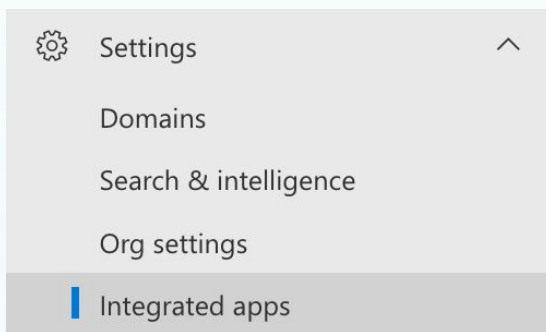 Settings
Domains
Search & intelligence
Org settings
Integrated apps